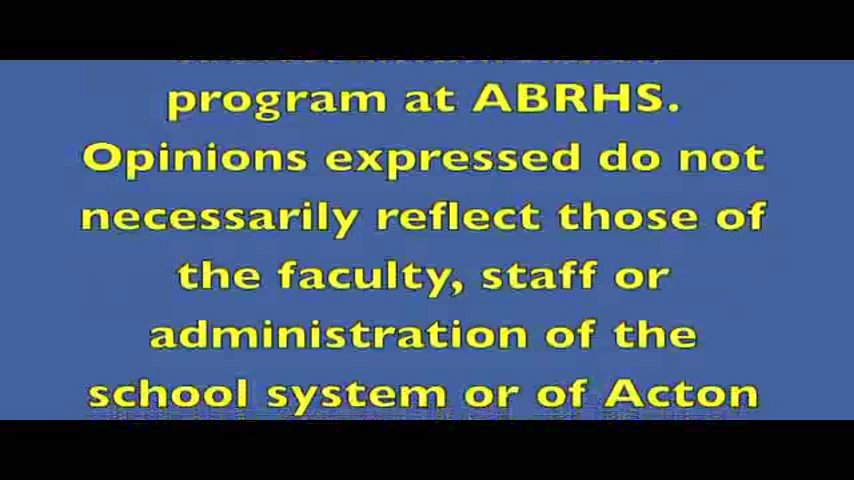 program at ABRHS.
Opinions expressed do not
necessarily reflect those of
the faculty, staff or
administration of the
school system or of Acton